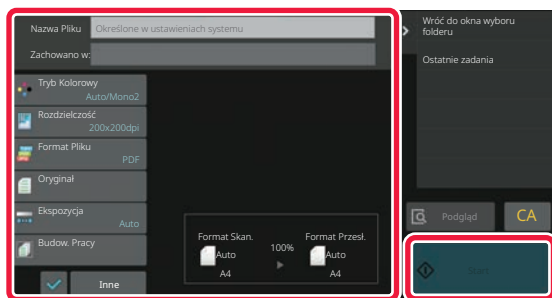 Nazwa Pliku
Określone w ustawieniach systemu
Zachowano w:
Tryb Kolorowy
Auto/Mono2
Rozdzielczość
200x200dpi
Format Pliku
PDF
Oryginał
Ekspozycja
Auto
Budow. Pracy
Inne
Format Skan.
Auto
A4
100%
Format Przesł.
Auto
A4
Wróć do okna wyboru
folderu
Ostatnie zadania
Podgląd
CA
Start